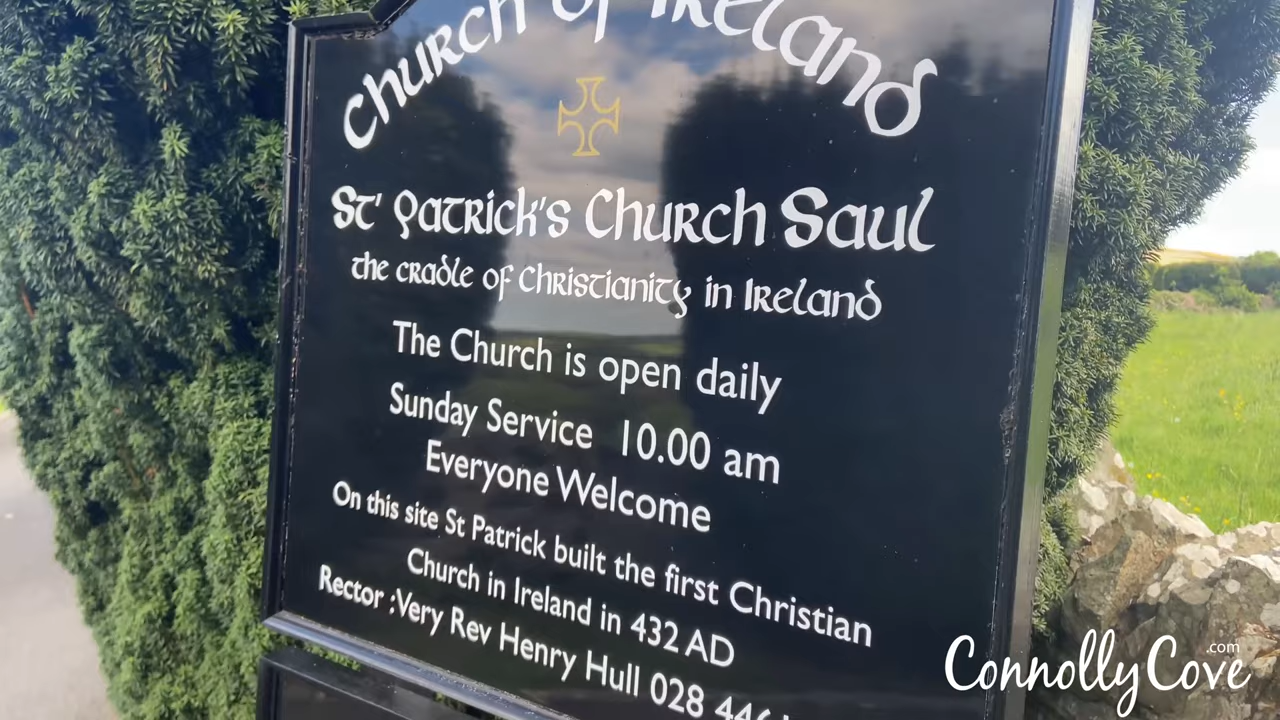 Church of Ireland
St' Patrick's Church Saul
the cradle of Christianity in Ireland
The Church is open daily
Sunday Service 10.00 am
Everyone Welcome
On this site St Patrick built the first Christian
Church in Ireland in 432 AD
Rector :Very Rev Henry Hull 028
ConnollyCove.com